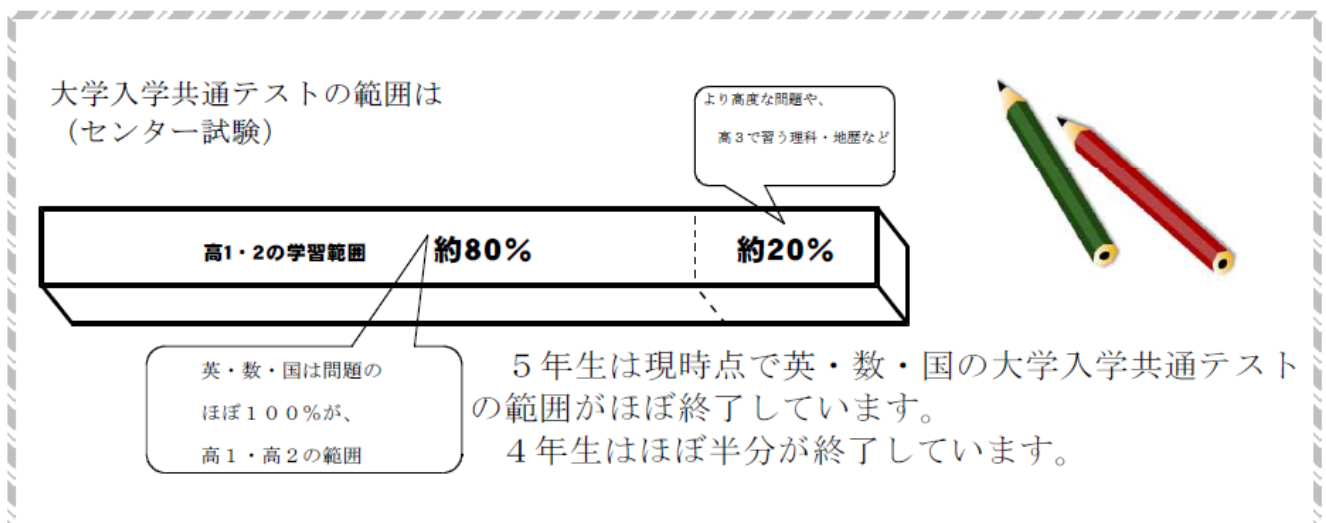 大学入学共通テストの範囲は
（センター試験）
より高度な問題や、
高３で習う理科・地歴など
高1・2の学習範囲　約80%
約20%
英・数・国は問題の
ほぼ１００％が、
高１・高２の範囲
５年生は現時点で英・数・国の大学入学共通テスト
の範囲がほぼ終了しています。
４年生はほぼ半分が終了しています。